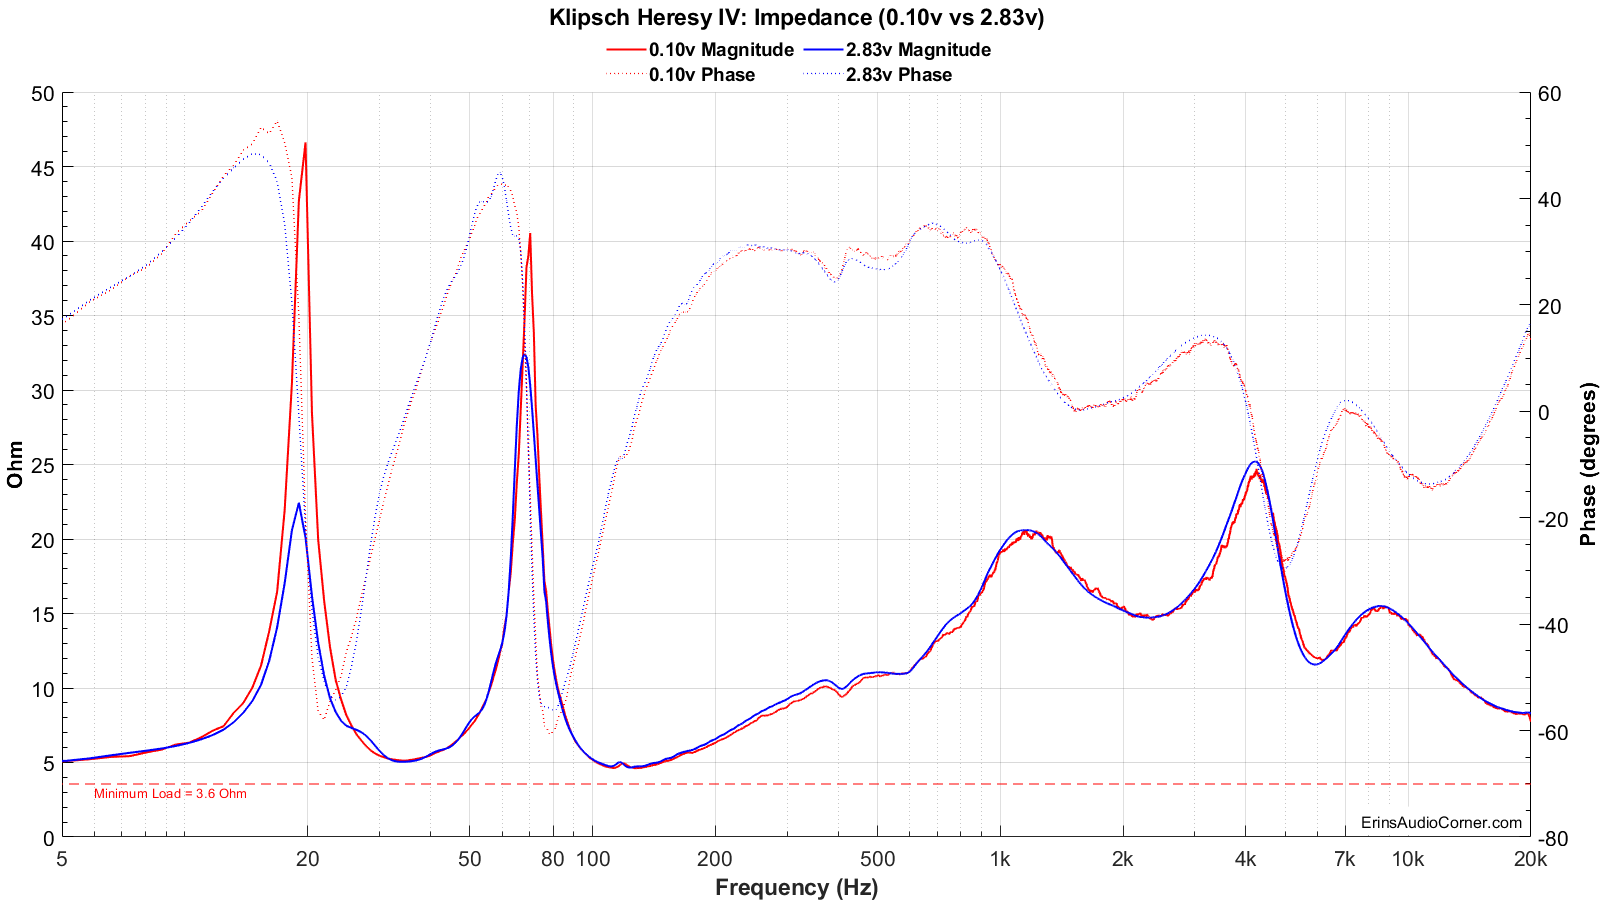 Klipsch Heresy IV: Impedance (0.10v vs 2.83v)
0.10v Magnitude 2.83v Magnitude
0.10v Phase 2.83v Phase
50
45
40
35
30
25
20
15
10
5
0
Ohm
60
40
20
0
-20
-40
-60
-80
Phase (degrees)
Minimum Load = 3.6 Ohm
ErinsAudioCorner.com
5 20 50 80 100 200 500 1k 2k 4k 7k 10k 20k
Frequency (Hz)